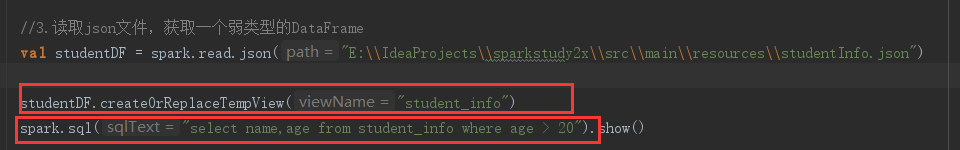 //3.读取json文件，获取一个弱类型的DataFrame
val studentDF = spark.read.json( path = "E:\\IdeaProjects\\sparkstudy2x\\src\\main\\resources\\studentInfo.json")
studentDF.createOrReplaceTempView( viewName = "student_info")
spark.sql( sqlText = "select name,age from student_info where age > 20").show()